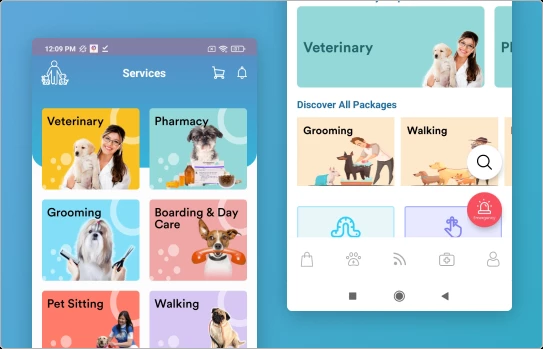 12:09 PM
Services
Veterinary
Pharmacy
Grooming
Boarding & Day
Care
Pet Sitting
Walking
Veterinary
Discover All Packages
Grooming
Walking
Emergency